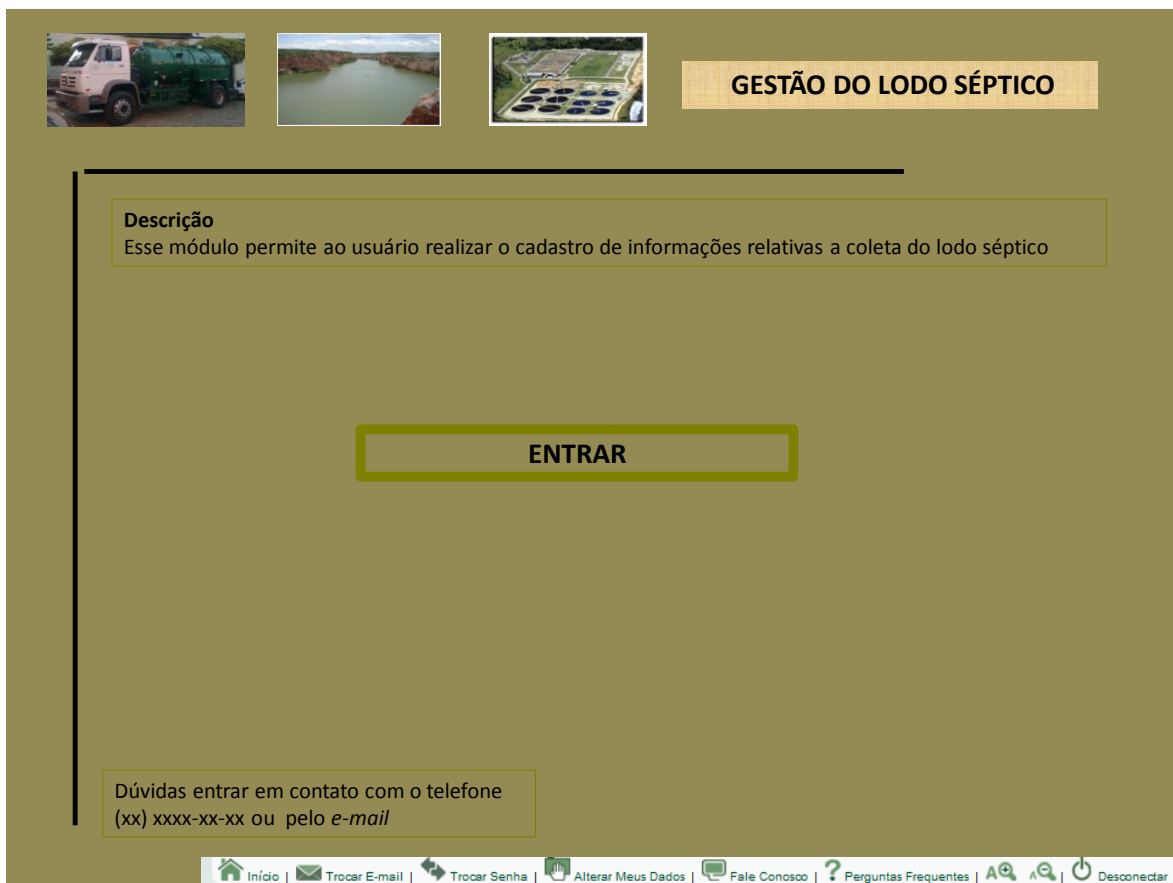 GESTÃO DO LODO SÉPTICO
Descrição
Esse módulo permite ao usuário realizar o cadastro de informações relativas a coleta do lodo séptico
ENTRAR
Dúvidas entrar em contato com o telefone
(xx) xxxx-xx-xx ou pelo e-mail
Início | Trocar E-mail | Trocar Senha | Alterar Meus Dados | Fale Conosco | ? Perguntas Frequentes | A A | Desconectar